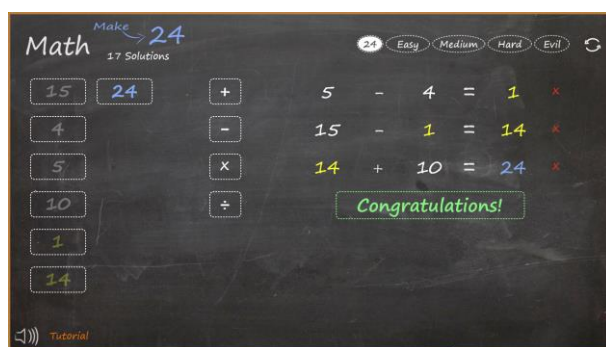 Math Make 24
17 Solutions
24 Easy Medium Hard Evil
15 24 + 5 - 4 = 1 x
4 - 15 - 1 = 14 x
5 x 14 + 10 = 24 x
10 ÷ Congratulations!
1
14
Tutorial